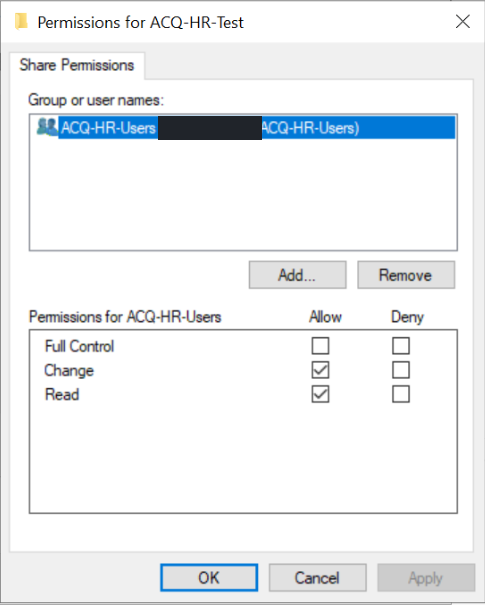 Permissions for ACQ-HR-Test
Share Permissions
Group or user names:
ACQ-HR-Users ACQ-HR-Users)
Add... Remove
Permissions for ACQ-HR-Users Allow Deny
Full Control
Change
Read
OK Cancel Apply